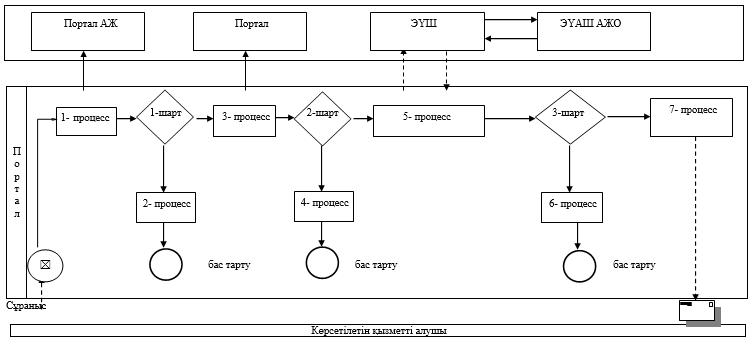 Портал АЖ
Портал
ЭҮШ
ЭҮАШ АЖО
Портал
1- процесс
1-шарт
3- процесс
2-шарт
5- процесс
3-шарт
7- процесс
2- процесс
4- процесс
6- процесс
бас тарту
бас тарту
бас тарту
Сұраныс
Көрсетілетін қызметті алушы